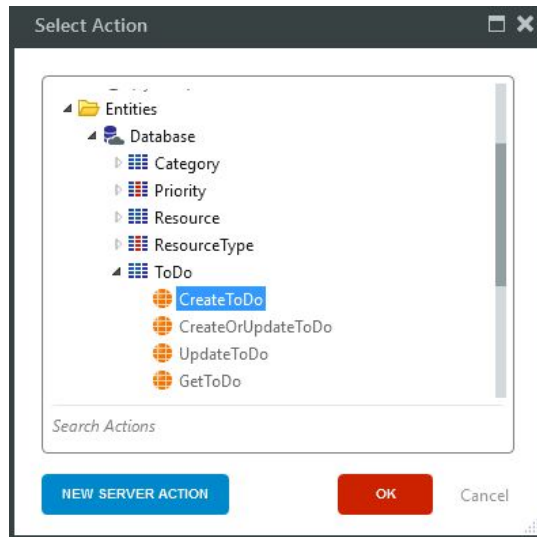 Select Action
Entities
Database
Category
Priority
Resource
ResourceType
ToDo
CreateToDo
CreateOrUpdateToDo
UpdateToDo
GetToDo
Search Actions
NEW SERVER ACTION
OK
Cancel